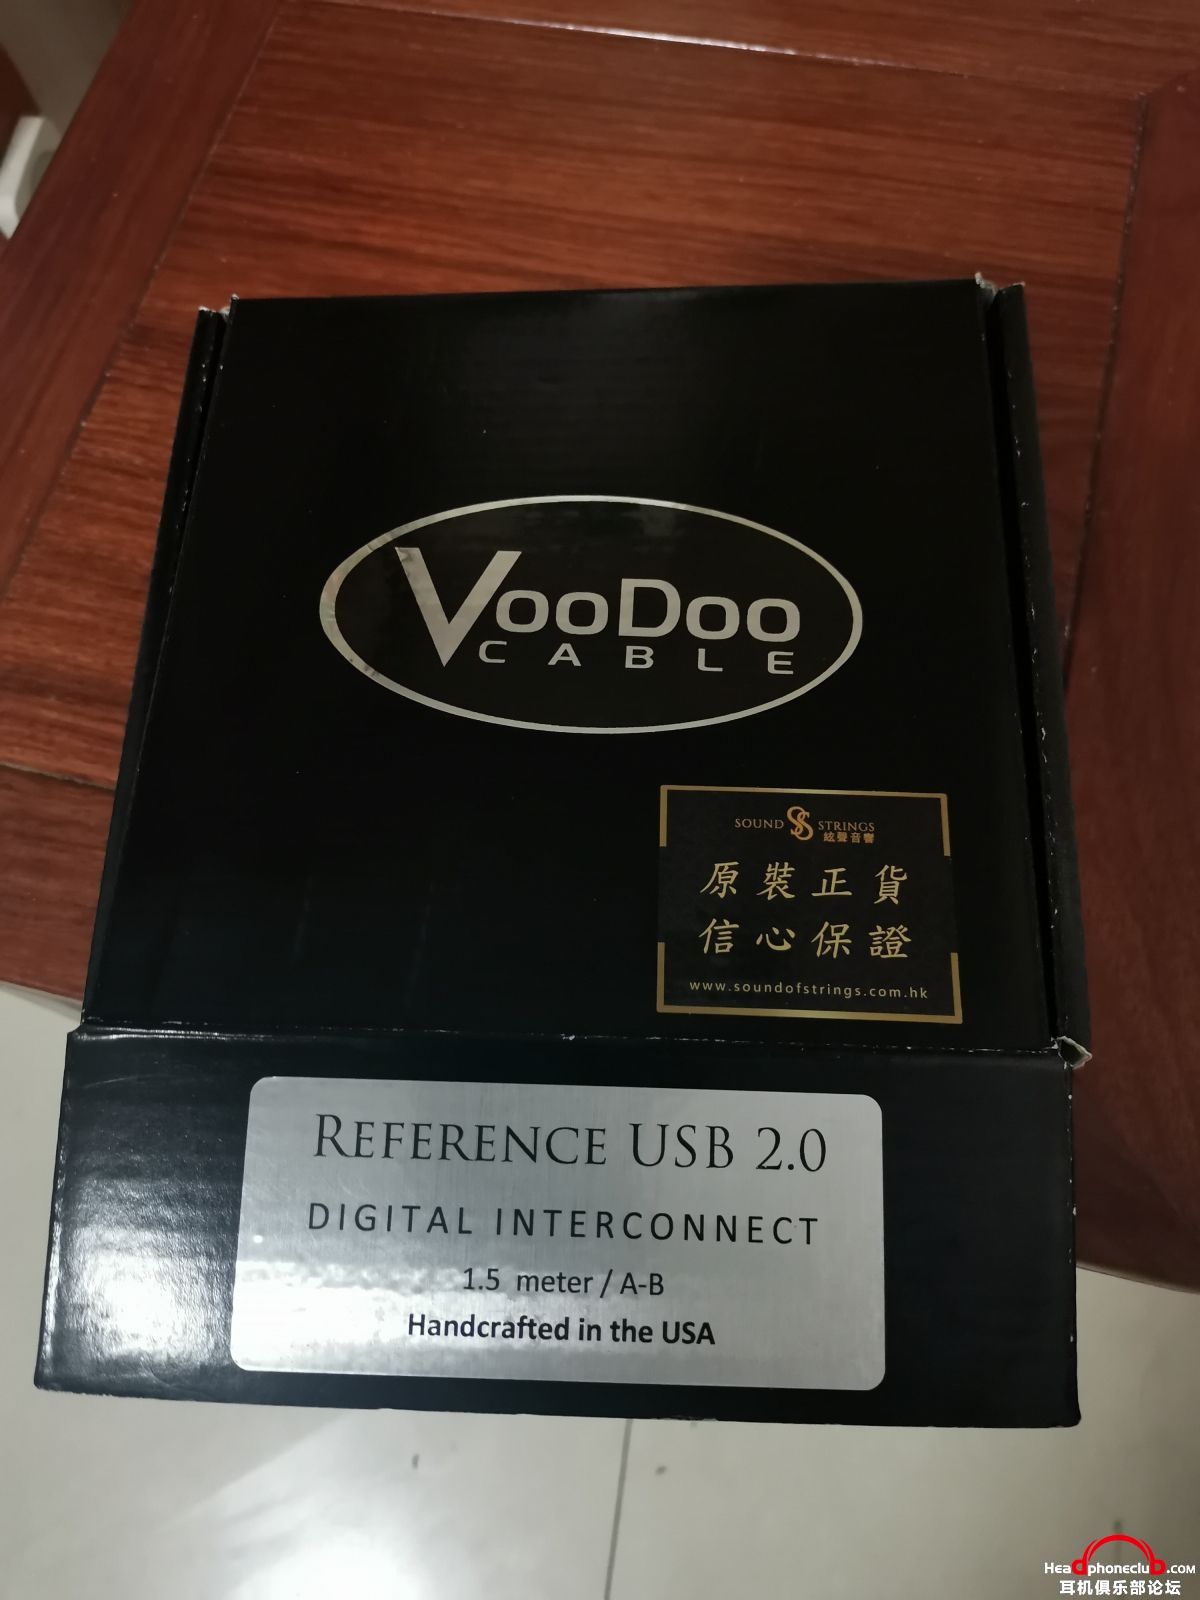 VooDoo
CABLE
SOUND SS STRINGS
絃聲音響
原裝正貨
信心保證
www.soundofstrings.com.hk
REFERENCE USB 2.0
DIGITAL INTERCONNECT
1.5 meter / A-B
Handcrafted in the USA
HeadphonecluD.com
耳机俱乐部论坛